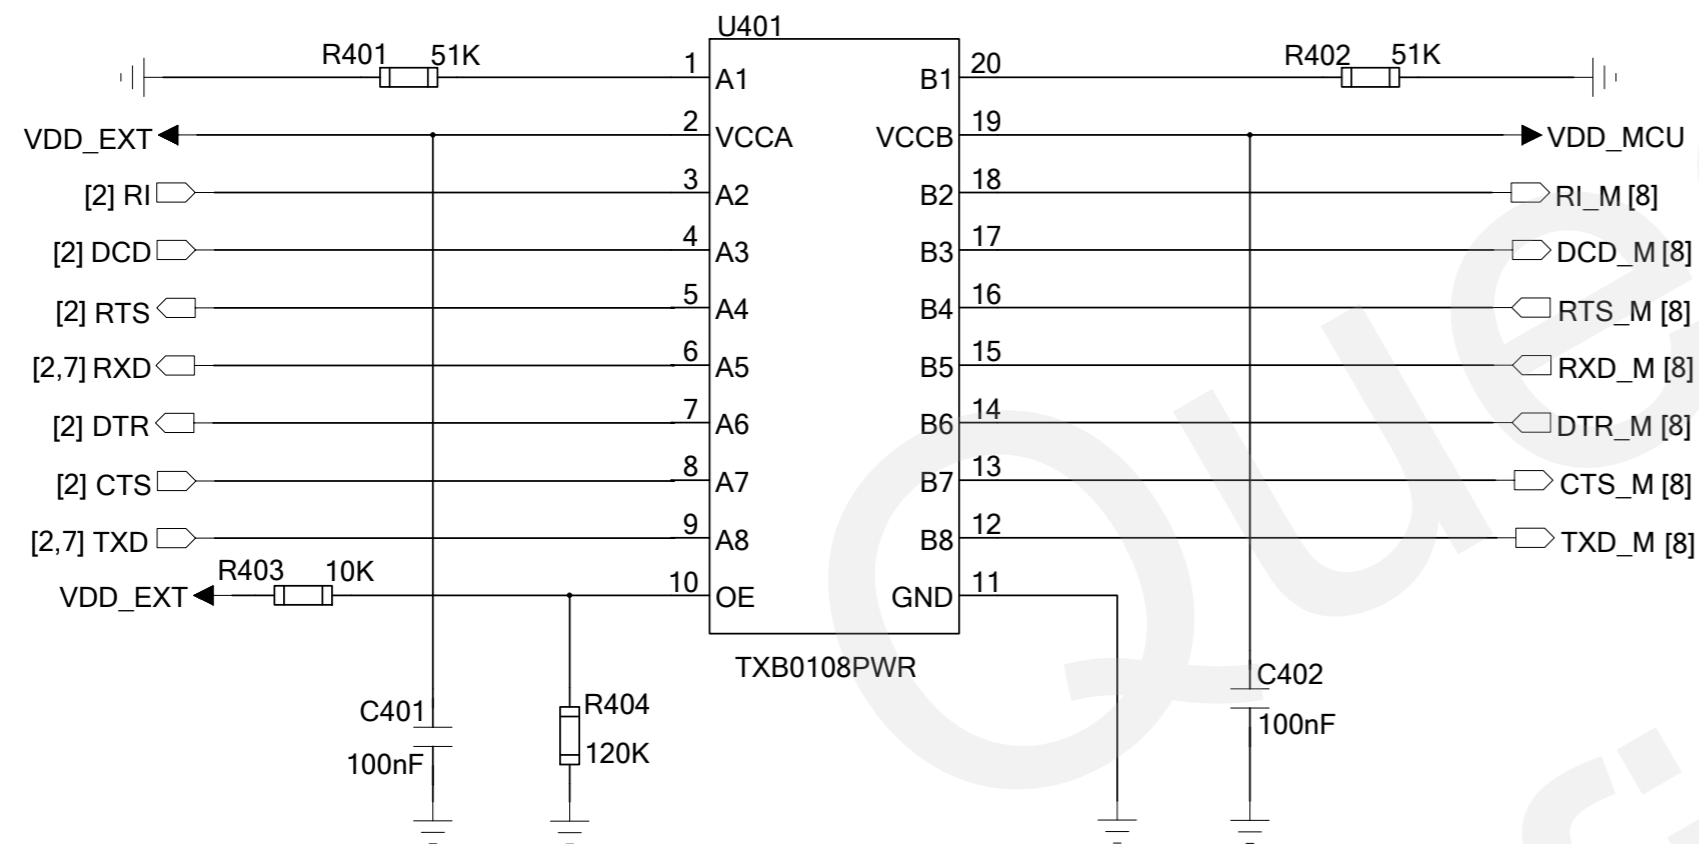 U401
R401 51K 1 A1 B1 20 R402 51K
VDD_EXT 2 VCCA VCCB 19 VDD_MCU
[2] RI 3 A2 B2 18 RI_M [8]
[2] DCD 4 A3 B3 17 DCD_M [8]
[2] RTS 5 A4 B4 16 RTS_M [8]
[2,7] RXD 6 A5 B5 15 RXD_M [8]
[2] DTR 7 A6 B6 14 DTR_M [8]
[2] CTS 8 A7 B7 13 CTS_M [8]
[2,7] TXD 9 A8 B8 12 TXD_M [8]
VDD_EXT R403 10K 10 OE GND 11
TXB0108PWR
C401 100nF
R404 120K
C402 100nF
Que